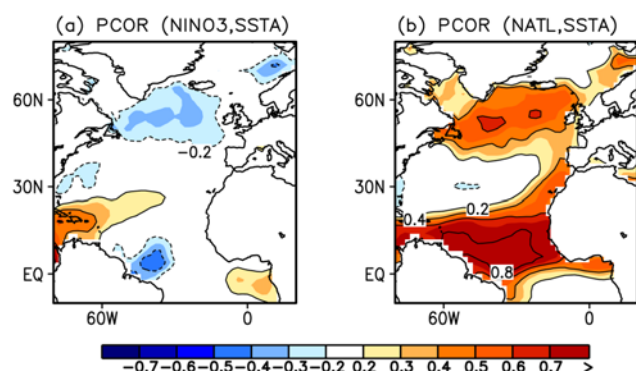 (a) PCOR (NINO3,SSTA)
(b) PCOR (NATL,SSTA)
60N
30N
EQ
-0.2
60W
0
60N
30N
EQ
0.4
0.2
0.8
60W
0
-0.7 -0.6 -0.5 -0.4 -0.3 -0.2 0.2 0.3 0.4 0.5 0.6 0.7 >